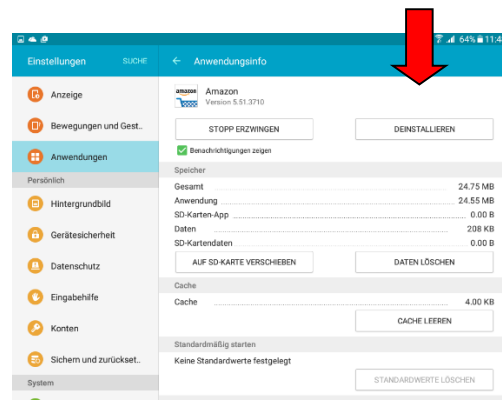 64% 11:4
Einstellungen SUCHE
Anwendungsinfo
Anzeige
Bewegungen und Gest..
Anwendungen
Persönlich
Hintergrundbild
Gerätesicherheit
Datenschutz
Eingabehilfe
Konten
Sichern und zurückset..
System
amazon
Amazon
Version 5.51.3710
STOPP ERZWINGEN DEINSTALLIEREN
Benachrichtigungen zeigen
Speicher
Gesamt 24.75 MB
Anwendung 24.55 MB
SD-Karten-App 0.00 B
Daten 208 KB
SD-Kartendaten 0.00 B
AUF SD-KARTE VERSCHIEBEN DATEN LÖSCHEN
Cache
Cache 4.00 KB
CACHE LEEREN
Standardmäßig starten
Keine Standardwerte festgelegt
STANDARDWERTE LÖSCHEN